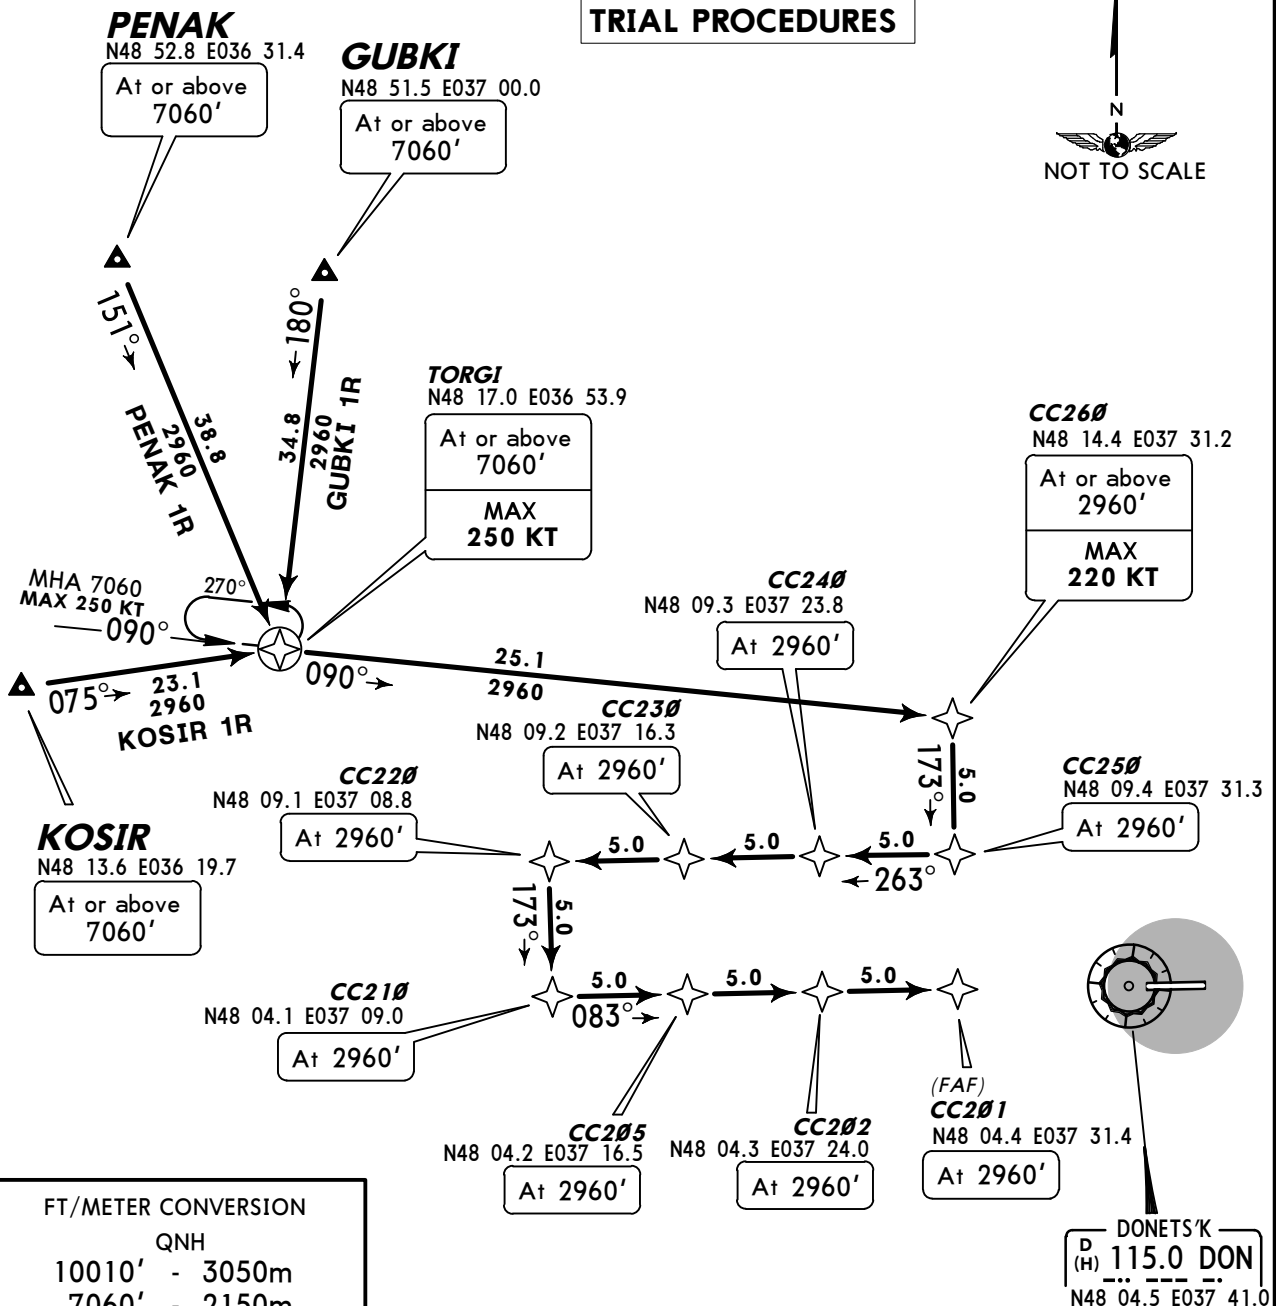 TRIAL PROCEDURES
PENAK
N48 52.8 E036 31.4
At or above
7060'
GUBKI
N48 51.5 E037 00.0
At or above
7060'
N
NOT TO SCALE
151°
38.8
2960
PENAK 1R
180°
34.8
2960
GUBKI 1R
TORGI
N48 17.0 E036 53.9
At or above
7060'
MAX
250 KT
CC26Ø
N48 14.4 E037 31.2
At or above
2960'
MAX
220 KT
MHA 7060
MAX 250 KT
270°
090°
075°
23.1
2960
KOSIR 1R
090°
25.1
2960
CC24Ø
N48 09.3 E037 23.8
At 2960'
CC23Ø
N48 09.2 E037 16.3
At 2960'
CC22Ø
N48 09.1 E037 08.8
At 2960'
173°
5.0
CC25Ø
N48 09.4 E037 31.3
At 2960'
KOSIR
N48 13.6 E036 19.7
At or above
7060'
5.0
5.0
5.0
263°
173°
5.0
CC21Ø
N48 04.1 E037 09.0
At 2960'
5.0
083°
5.0
5.0
CC2Ø5
N48 04.2 E037 16.5
At 2960'
CC2Ø2
N48 04.3 E037 24.0
At 2960'
(FAF)
CC2Ø1
N48 04.4 E037 31.4
At 2960'
DONETS'K
D
(H) 115.0 DON
N48 04.5 E037 41.0
FT/METER CONVERSION
QNH
10010' - 3050m
7060' - 2150m